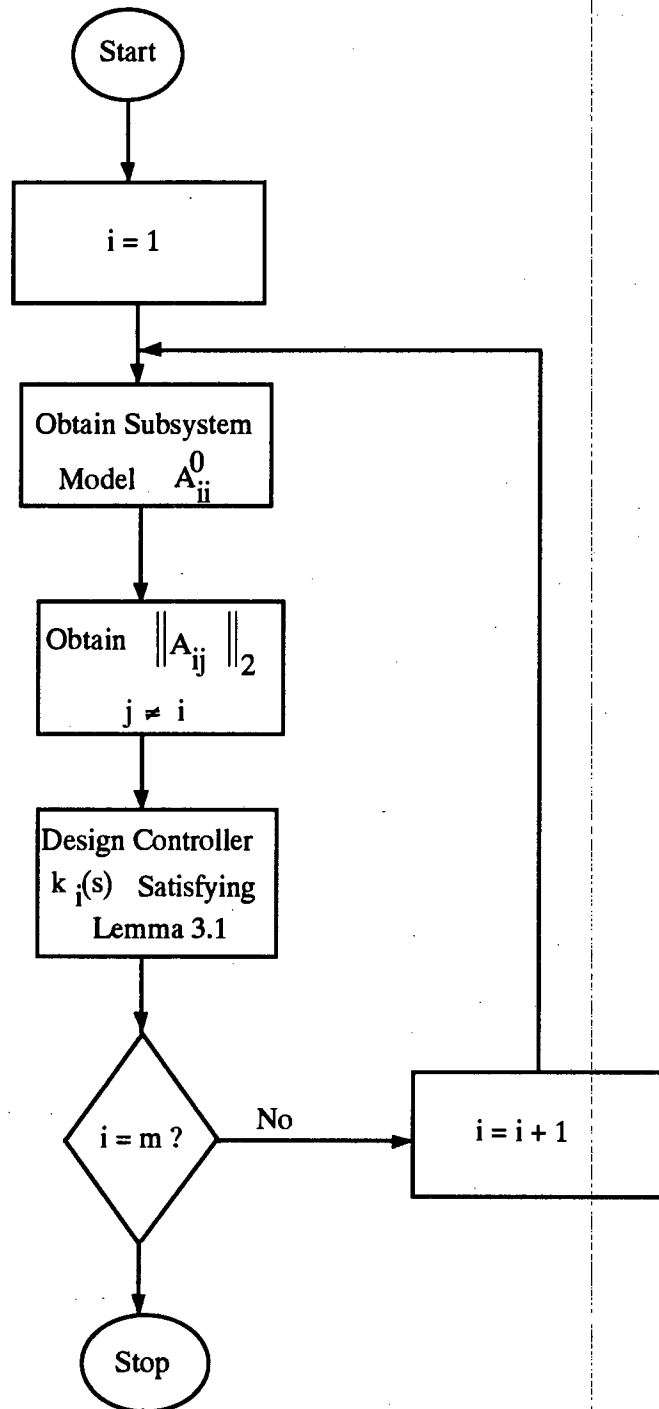 Start
i = 1
Obtain Subsystem
Model A⁰ᵢᵢ
Obtain ‖Aᵢⱼ‖₂
j ≠ i
Design Controller
kᵢ(s) Satisfying
Lemma 3.1
i = m ?
No
i = i + 1
Stop